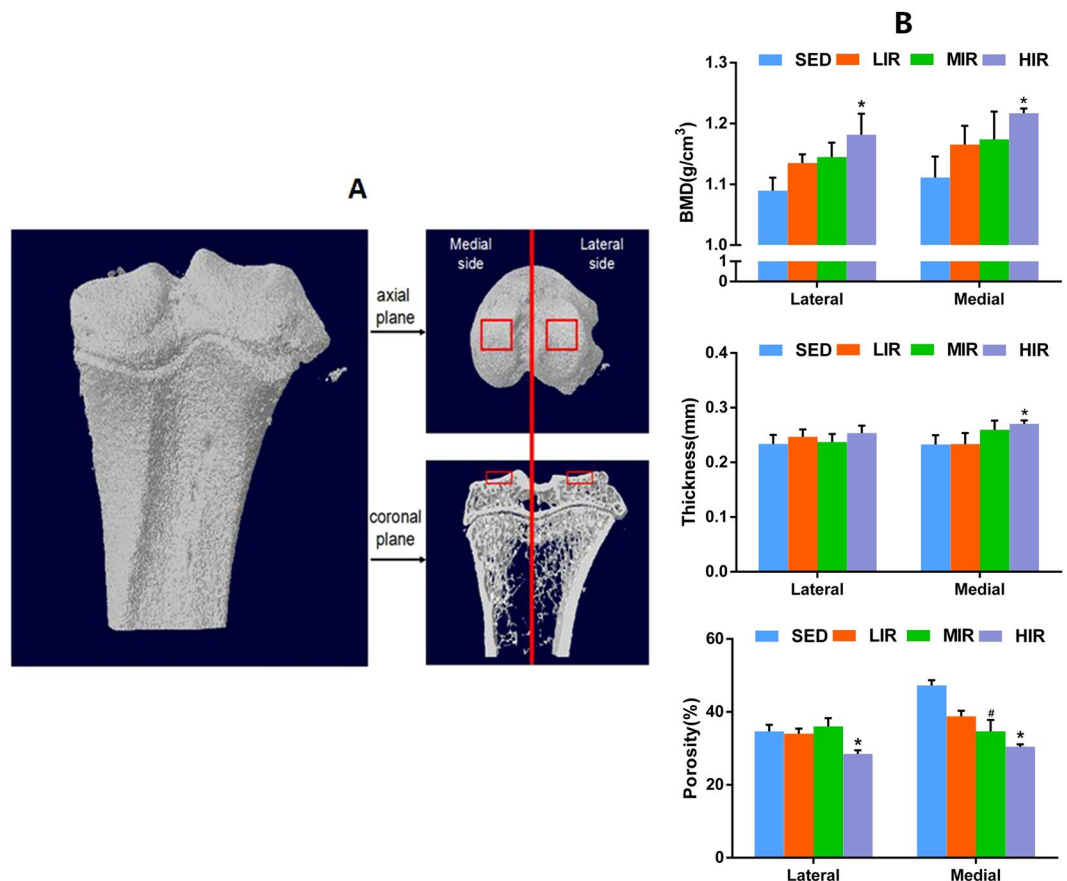 A
Medial
side
Lateral
side
axial
plane
coronal
plane
B
SED LIR MIR HIR
1.3
1.2
1.1
1.0
1
0
BMD(g/cm³)
* *
Lateral Medial
SED LIR MIR HIR
0.4
0.3
0.2
0.1
0.0
Thickness(mm)
*
Lateral Medial
SED LIR MIR HIR
60
40
20
0
Porosity(%)
* # *
Lateral Medial